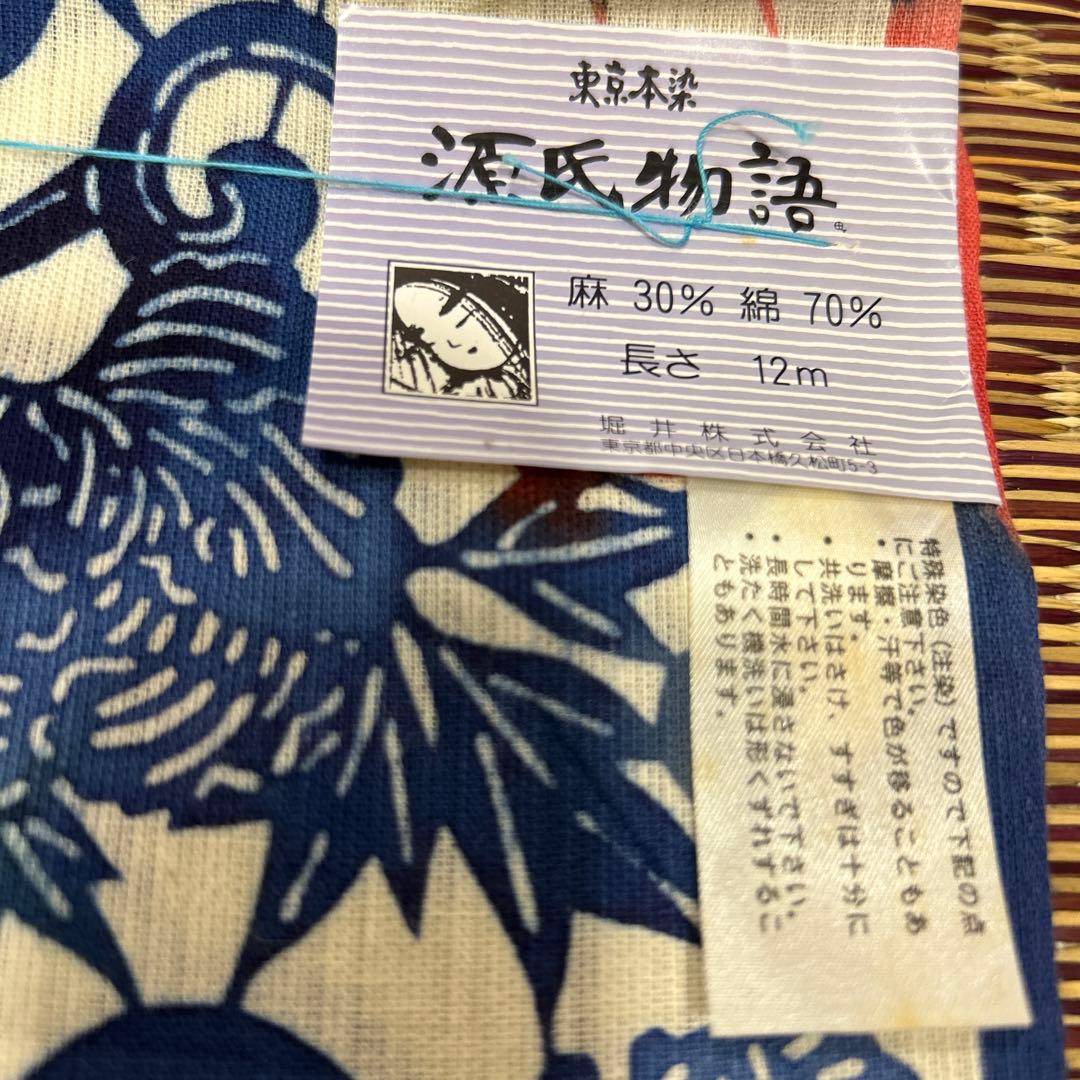 東京本染
源氏物語
麻 30% 綿 70%
長さ 12m
堀井株式会社
東京都中央区日本橋久松町5-3
特殊染色(注染)ですので下記の点
にご注意下さい。
・摩擦・汗等で色が移ることもあ
ります。
・共洗いはさけ、すすぎは十分に
して下さい。
・長時間水に浸さないで下さい。
・洗たく機洗いは形くずれするこ
ともあります。